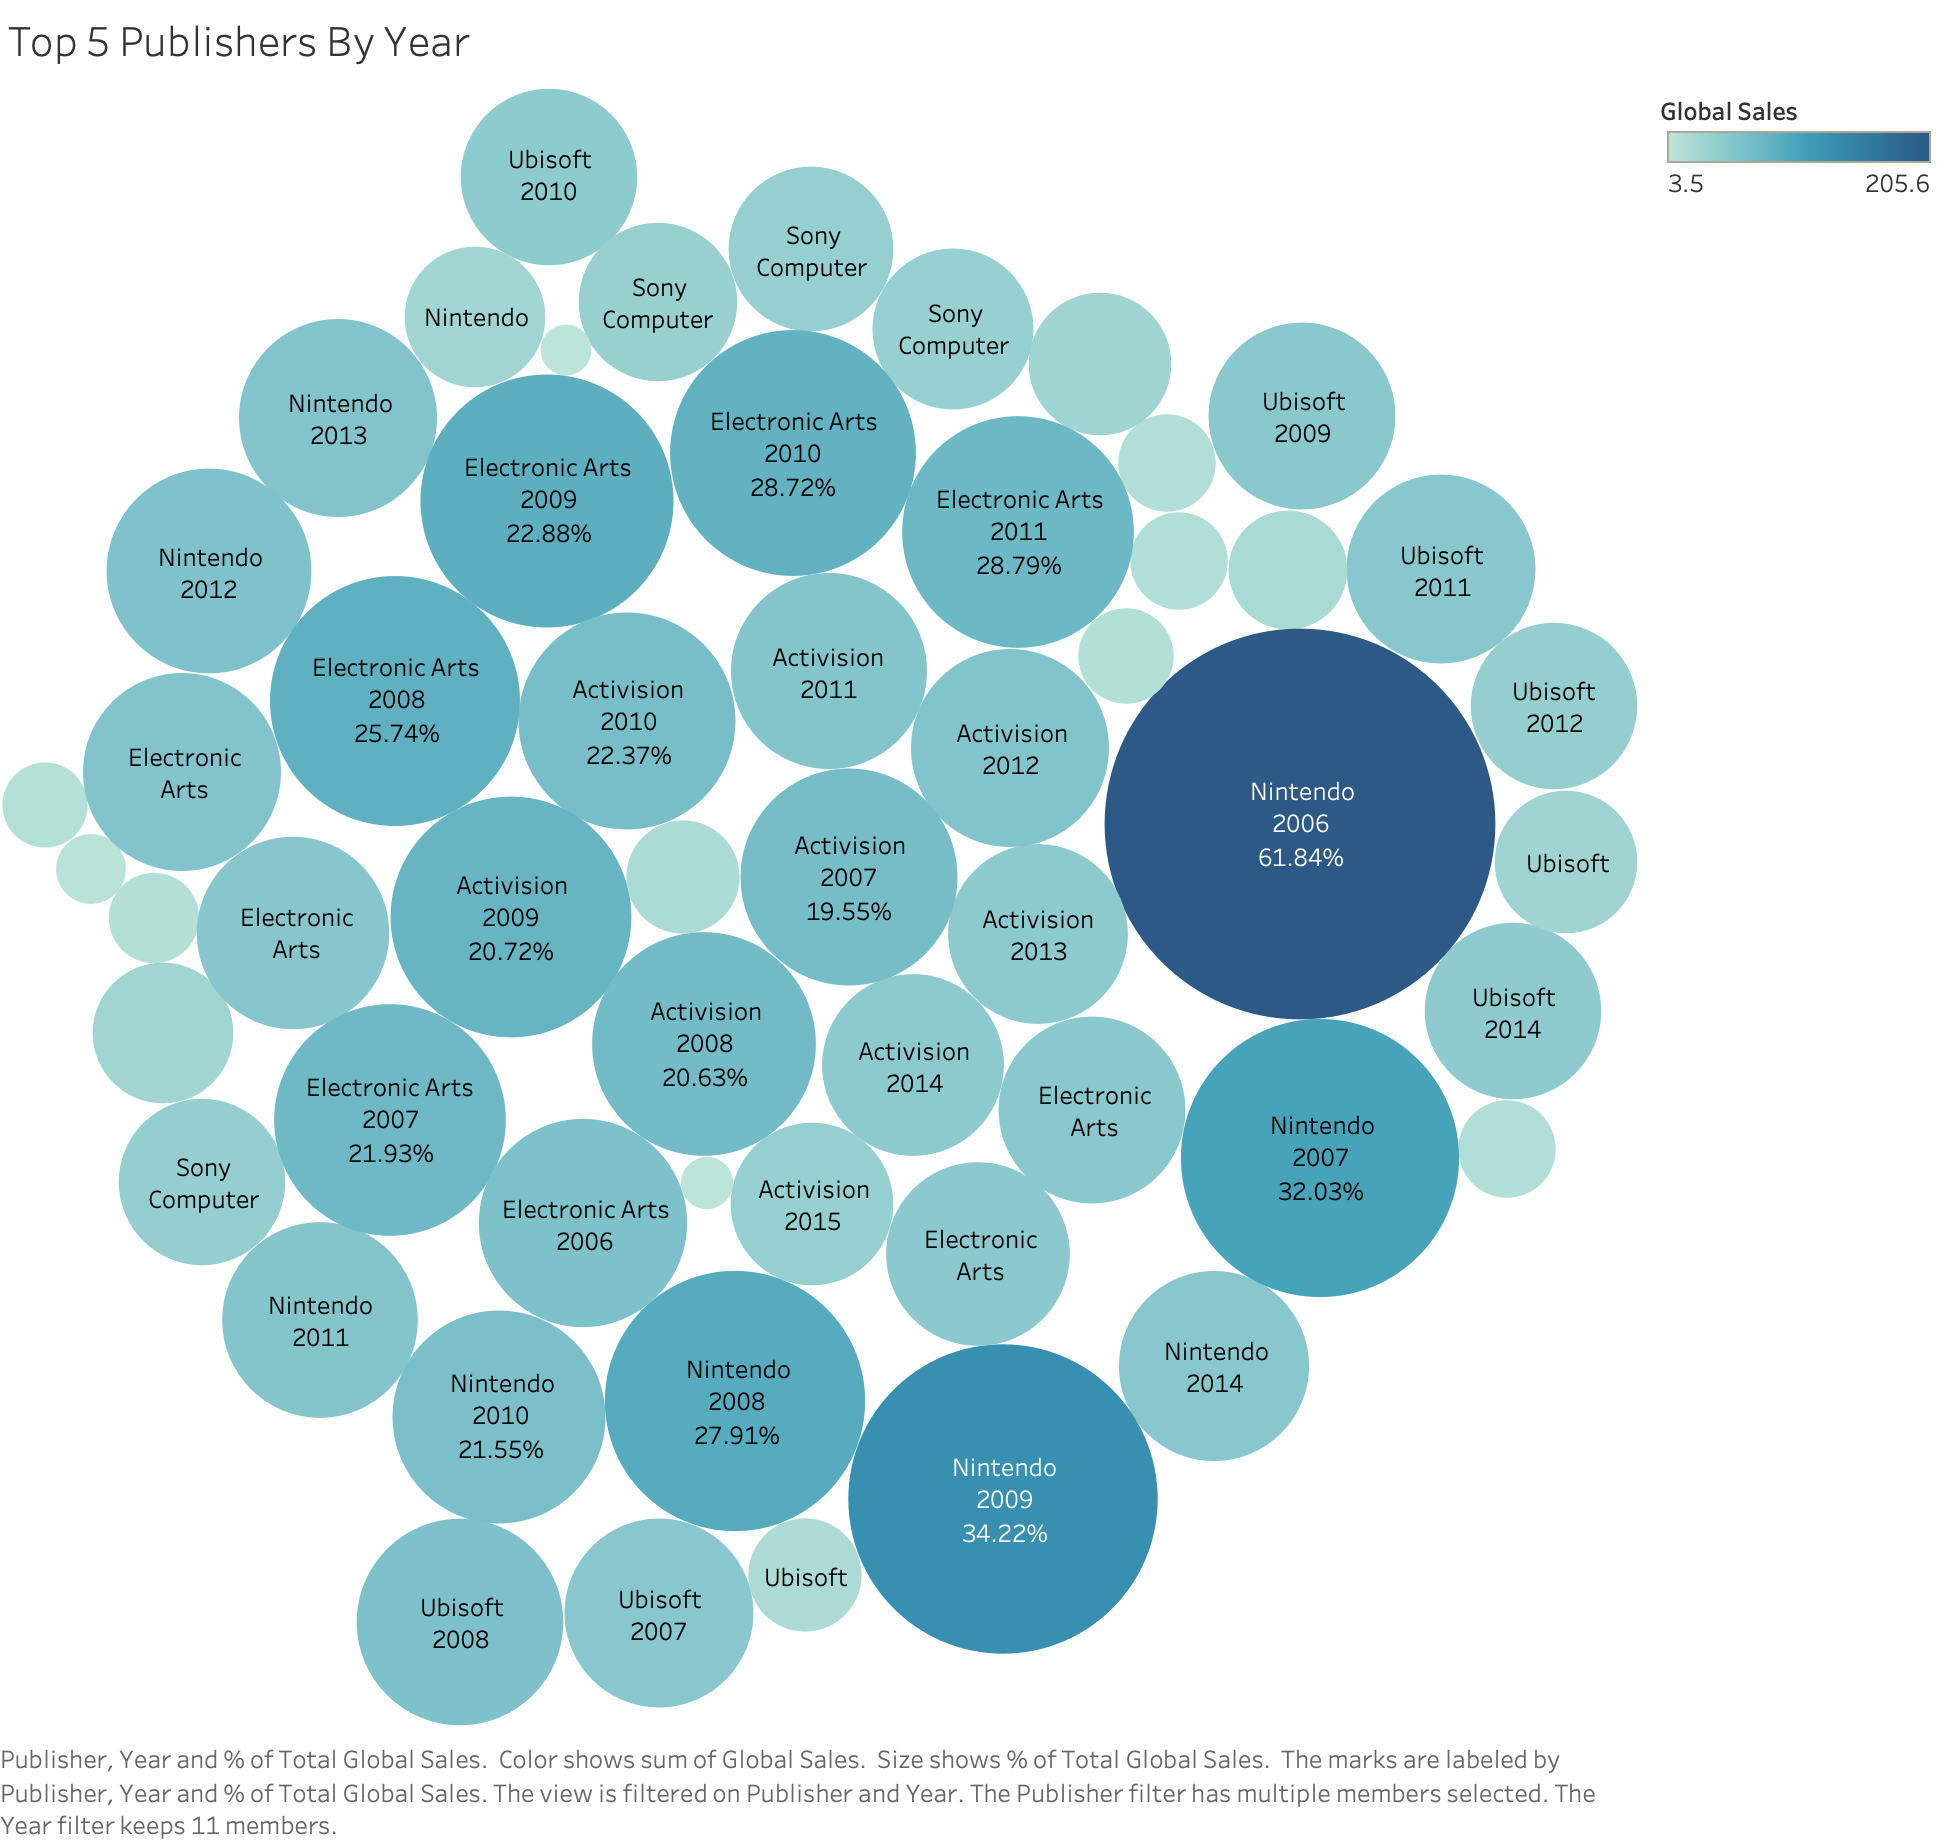 Top 5 Publishers By Year
Global Sales
3.5 205.6
Ubisoft
2010
Sony
Computer
Sony
Computer
Nintendo
Sony
Computer
Nintendo
2013
Ubisoft
2009
Electronic Arts
2010
28.72%
Electronic Arts
2009
22.88%
Electronic Arts
2011
28.79%
Nintendo
2012
Ubisoft
2011
Electronic Arts
2008
25.74%
Activision
2010
22.37%
Activision
2011
Ubisoft
2012
Activision
2012
Electronic
Arts
Nintendo
2006
61.84%
Activision
2007
19.55%
Ubisoft
Activision
2009
20.72%
Electronic
Arts
Activision
2013
Activision
2008
20.63%
Ubisoft
2014
Activision
2014
Electronic Arts
2007
21.93%
Electronic
Arts
Nintendo
2007
32.03%
Sony
Computer
Activision
2015
Electronic Arts
2006
Electronic
Arts
Nintendo
2011
Nintendo
2014
Nintendo
2008
27.91%
Nintendo
2010
21.55%
Nintendo
2009
34.22%
Ubisoft
Ubisoft
2007
Ubisoft
2008
Publisher, Year and % of Total Global Sales.  Color shows sum of Global Sales.  Size shows % of Total Global Sales.  The marks are labeled by
Publisher, Year and % of Total Global Sales. The view is filtered on Publisher and Year. The Publisher filter has multiple members selected. The
Year filter keeps 11 members.